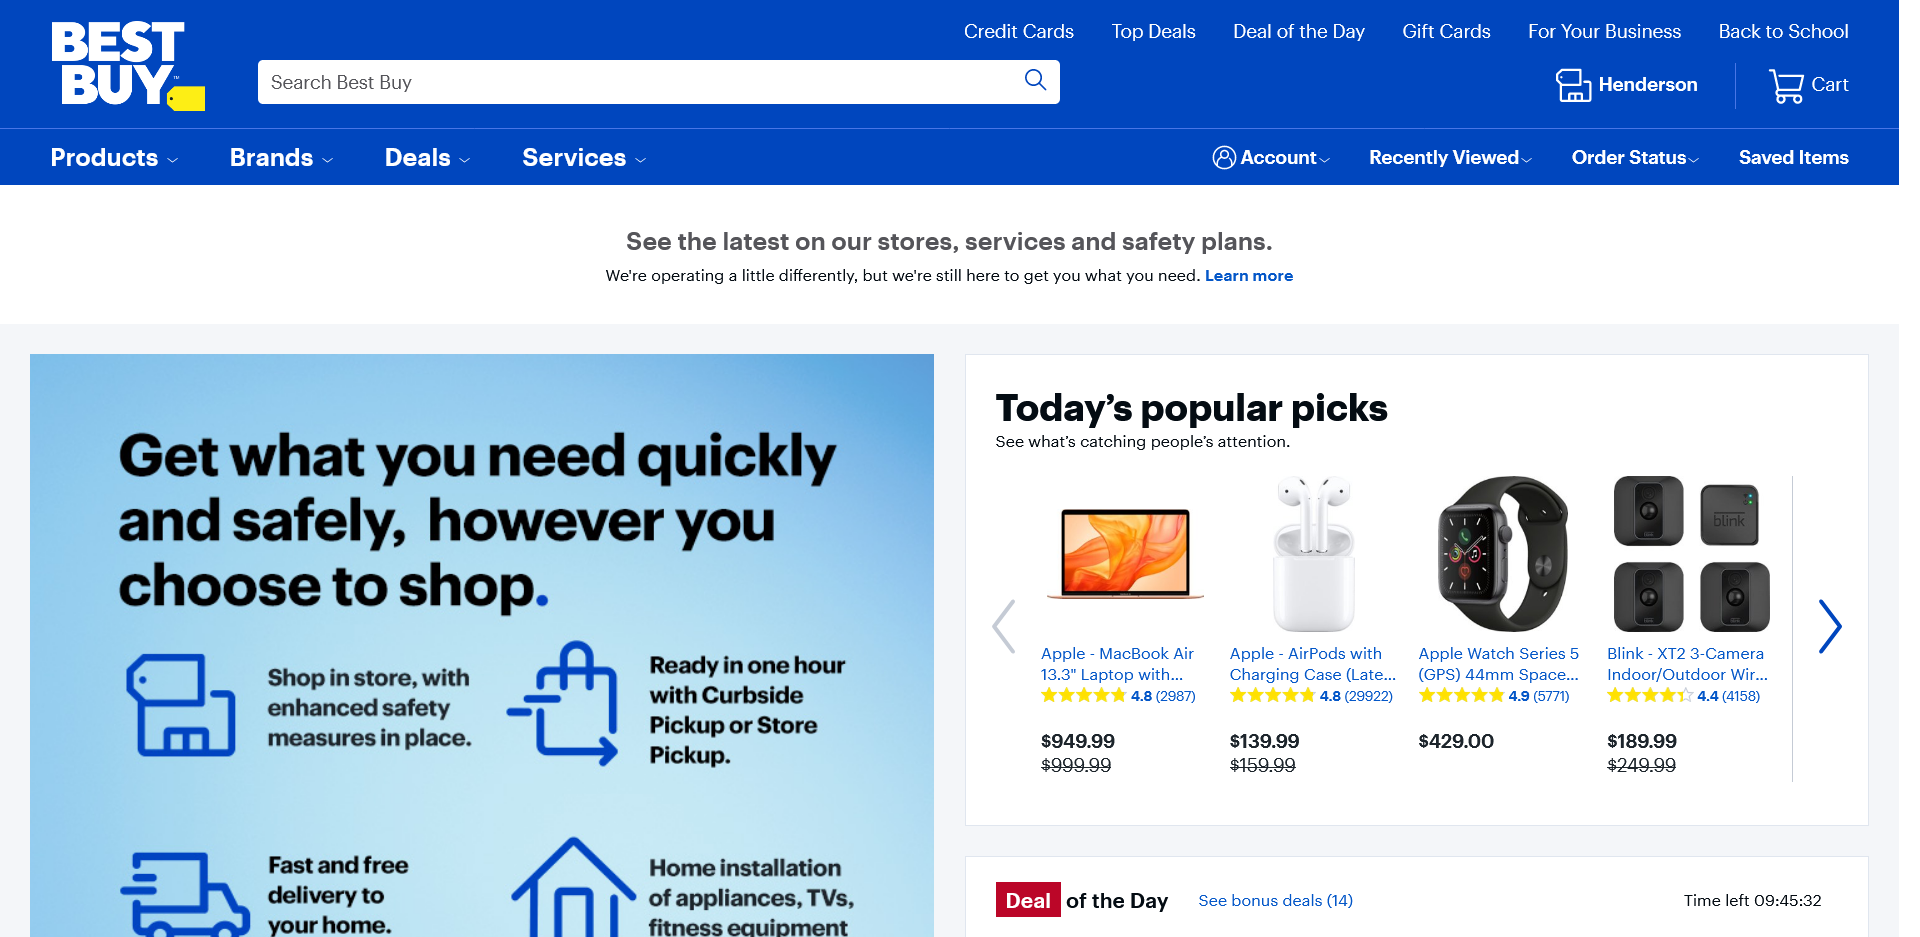 BEST
BUY™
Credit Cards
Top Deals
Deal of the Day
Gift Cards
For Your Business
Back to School
Search Best Buy
Henderson
Cart
Products
Brands
Deals
Services
Account
Recently Viewed
Order Status
Saved Items
See the latest on our stores, services and safety plans.
We're operating a little differently, but we're still here to get you what you need. Learn more
Get what you need quickly
and safely, however you
choose to shop.
Shop in store, with
enhanced safety
measures in place.
Ready in one hour
with Curbside
Pickup or Store
Pickup.
Fast and free
delivery to
your home.
Home installation
of appliances, TVs,
fitness equipment
Today’s popular picks
See what’s catching people’s attention.
blink
Apple - MacBook Air
13.3" Laptop with...
4.8 (2987)
$949.99
$999.99
Apple - AirPods with
Charging Case (Late...
4.8 (29922)
$139.99
$159.99
Apple Watch Series 5
(GPS) 44mm Space...
4.9 (5771)
$429.00
Blink - XT2 3-Camera
Indoor/Outdoor Wir...
4.4 (4158)
$189.99
$249.99
Deal of the Day
See bonus deals (14)
Time left 09:45:32